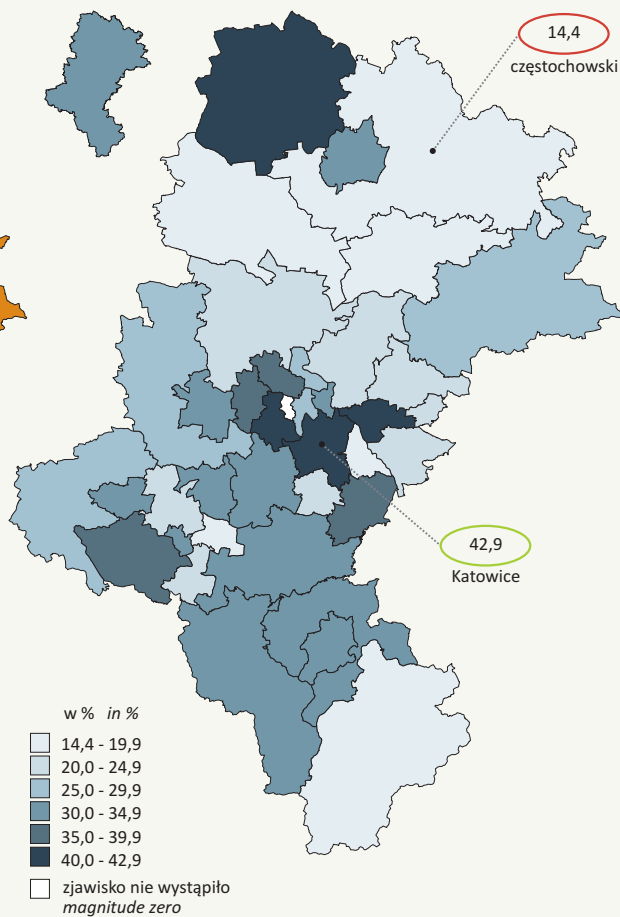 14,4
częstochowski
42,9
Katowice
w % in %
14,4 - 19,9
20,0 - 24,9
25,0 - 29,9
30,0 - 34,9
35,0 - 39,9
40,0 - 42,9
zjawisko nie wystąpiło
magnitude zero